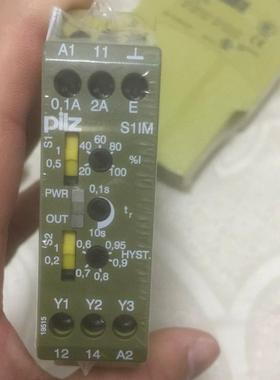 A1 11 ⊥
0,1A 2A E
pilz S1IM
S1
1
0,5
60
40 80
20 100
%I
PWR
OUT
0,1s
tr
10s
S2
1
0,2
0,6 0,95
0,7 0,8 0,9
HYST.
Y1 Y2 Y3
18515
12 14 A2